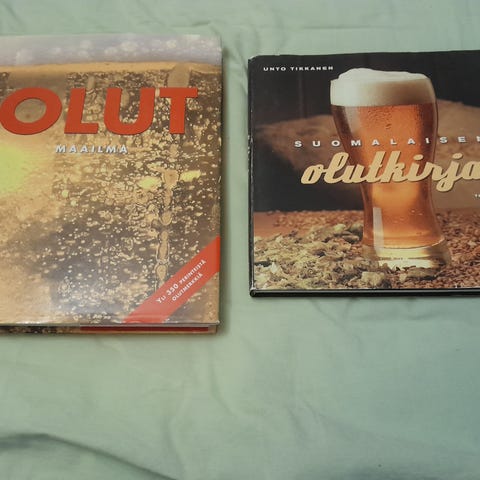 OLUT
MAAILMA
YLI 350 PERINTEISTÄ
OLUTMERKKIÄ
UNTO TIKKANEN
SUOMALAISEN
olutkirja